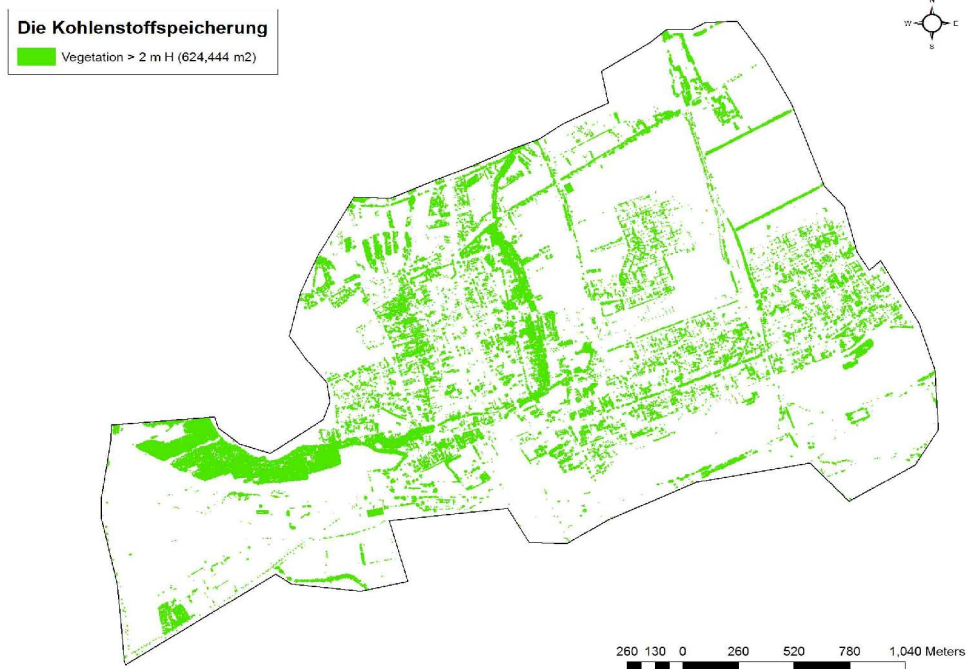 Die Kohlenstoffspeicherung
Vegetation > 2 m H (624,444 m2)
N
W E
S
260 130 0 260 520 780 1,040 Meters